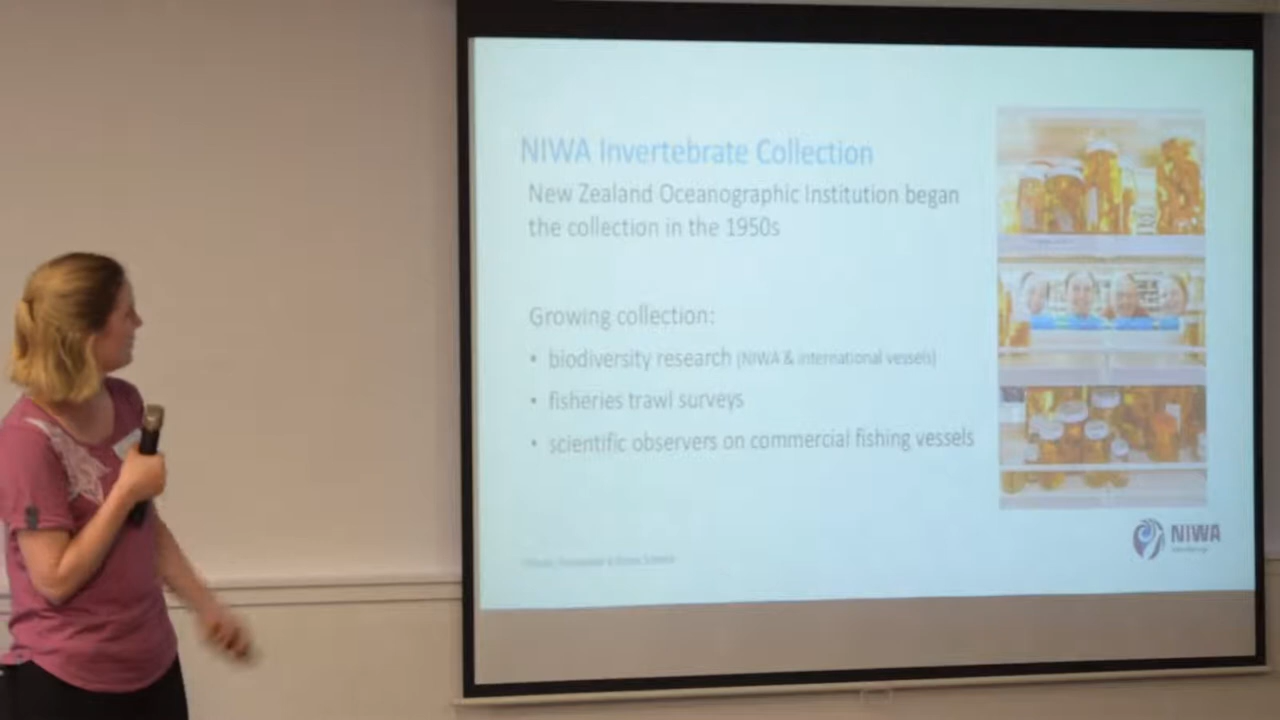 NIWA Invertebrate Collection
New Zealand Oceanographic Institution began
the collection in the 1950s
Growing collection:
• biodiversity research (NIWA & international vessels)
• fisheries trawl surveys
• scientific observers on commercial fishing vessels
NIWA